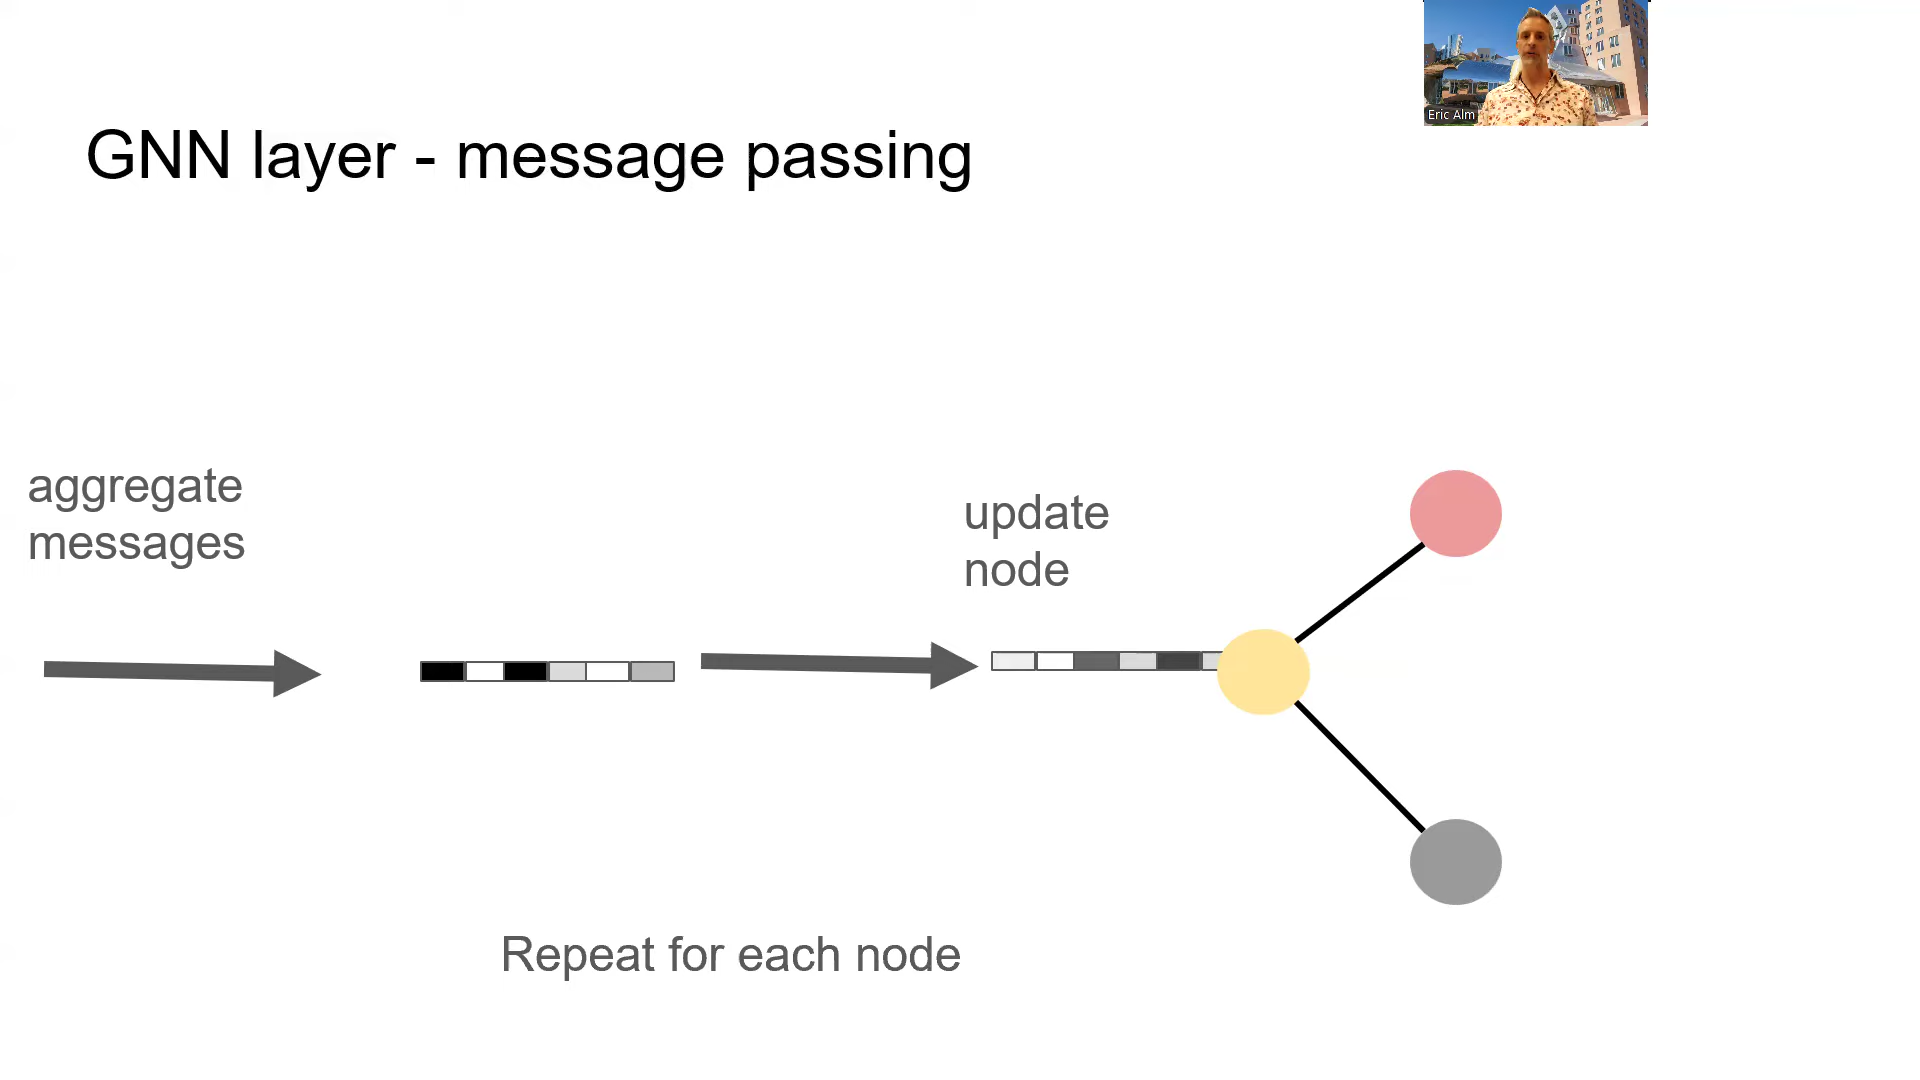 Eric Alm
GNN layer - message passing
aggregate
messages
update
node
Repeat for each node